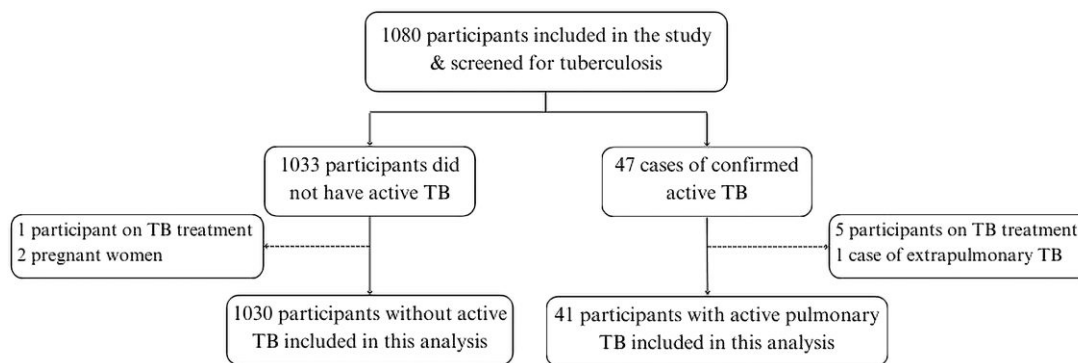 1080 participants included in the study
& screened for tuberculosis
1033 participants did
not have active TB
47 cases of confirmed
active TB
1 participant on TB treatment
2 pregnant women
5 participants on TB treatment
1 case of extrapulmonary TB
1030 participants without active
TB included in this analysis
41 participants with active pulmonary
TB included in this analysis